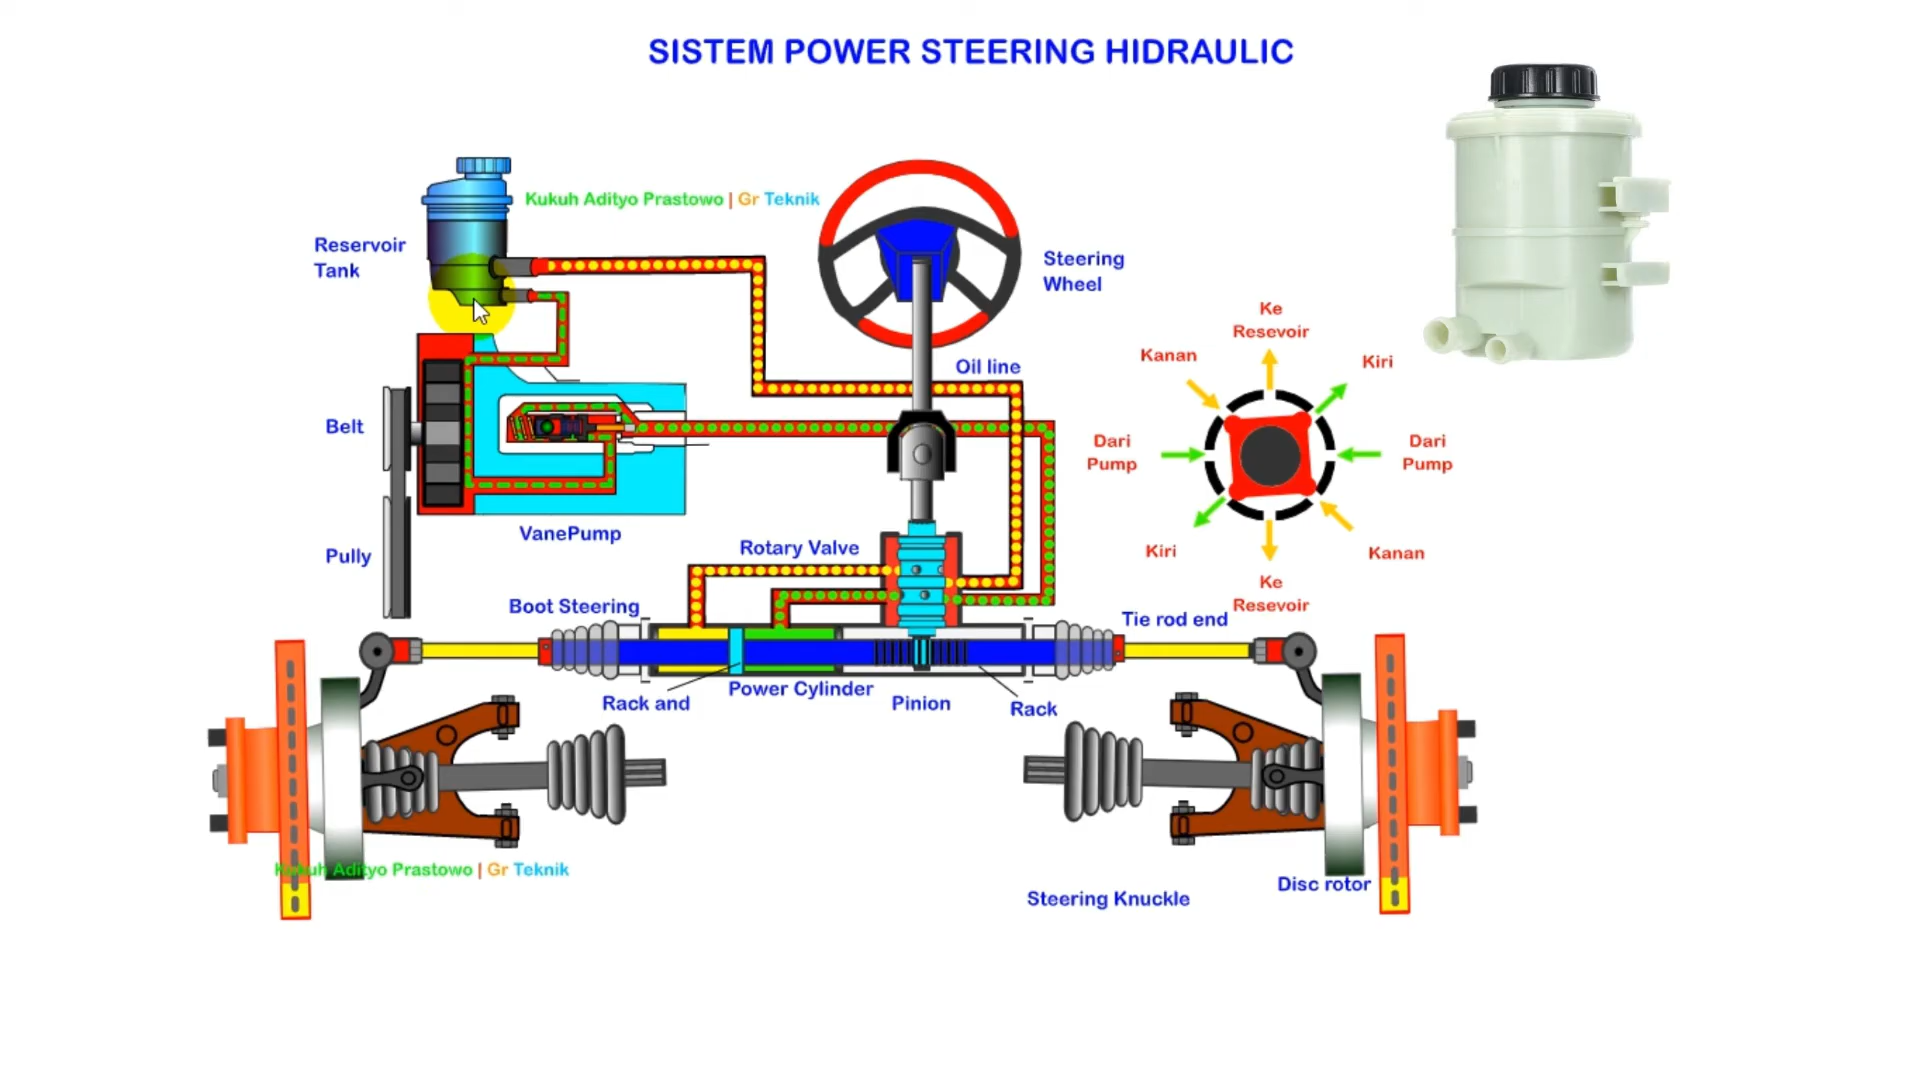 SISTEM POWER STEERING HIDRAULIC
Kukuh Adityo Prastowo | Gr Teknik
Reservoir
Tank
Steering
Wheel
Ke
Resevoir
Kanan
Kiri
Oil line
Belt
Dari
Pump
Dari
Pump
VanePump
Rotary Valve
Pully
Kiri
Kanan
Ke
Resevoir
Boot Steering
Tie rod end
Rack and
Power Cylinder
Pinion
Rack
Kukuh Adityo Prastowo | Gr Teknik
Disc rotor
Steering Knuckle